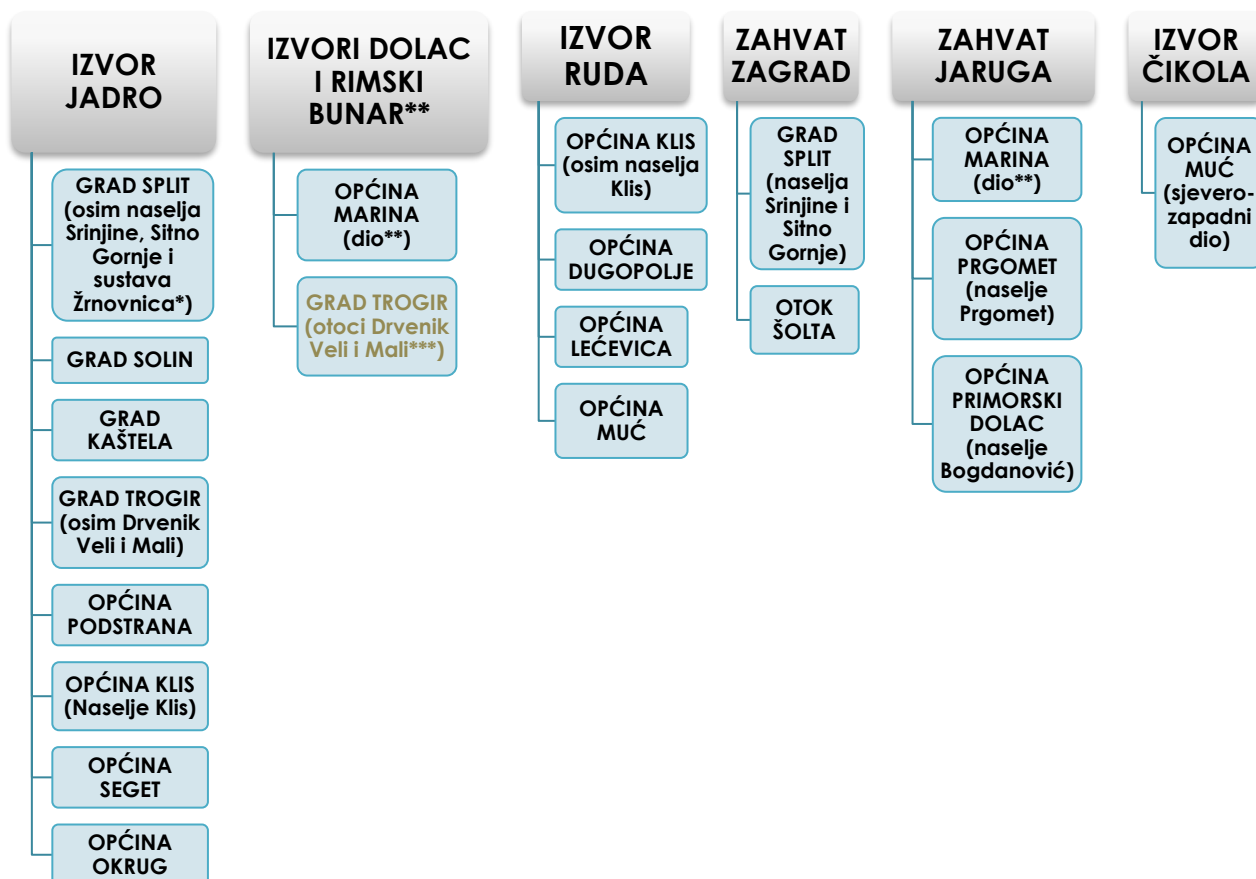 IZVOR
JADRO
GRAD SPLIT
(osim naselja
Srinjine, Sitno
Gornje i
sustava
Žrnovnica*)
GRAD SOLIN
GRAD
KAŠTELA
GRAD TROGIR
(osim Drvenik
Veli i Mali)
OPĆINA
PODSTRANA
OPĆINA KLIS
(Naselje Klis)
OPĆINA
SEGET
OPĆINA
OKRUG
IZVORI DOLAC
I RIMSKI
BUNAR**
OPĆINA
MARINA
(dio**)
GRAD TROGIR
(otoci Drvenik
Veli i Mali***)
IZVOR
RUDA
OPĆINA KLIS
(osim naselja
Klis)
OPĆINA
DUGOPOLJE
OPĆINA
LEĆEVICA
OPĆINA
MUĆ
ZAHVAT
ZAGRAD
GRAD
SPLIT
(naselja
Srinjine i
Sitno
Gornje)
OTOK
ŠOLTA
ZAHVAT
JARUGA
OPĆINA
MARINA
(dio**)
OPĆINA
PRGOMET
(naselje
Prgomet)
OPĆINA
PRIMORSKI
DOLAC
(naselje
Bogdanović)
IZVOR
ČIKOLA
OPĆINA
MUĆ
(sjevero-
zapadni
dio)